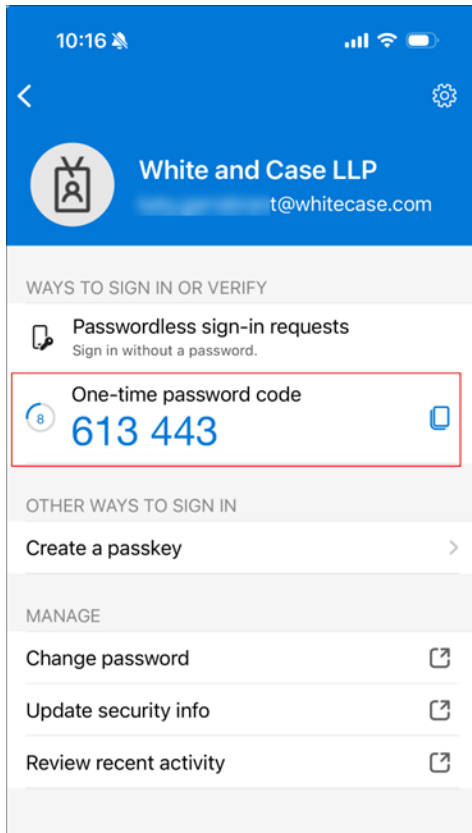 10:16
White and Case LLP
t@whitecase.com
WAYS TO SIGN IN OR VERIFY
Passwordless sign-in requests
Sign in without a password.
One-time password code
8
613 443
OTHER WAYS TO SIGN IN
Create a passkey
MANAGE
Change password
Update security info
Review recent activity